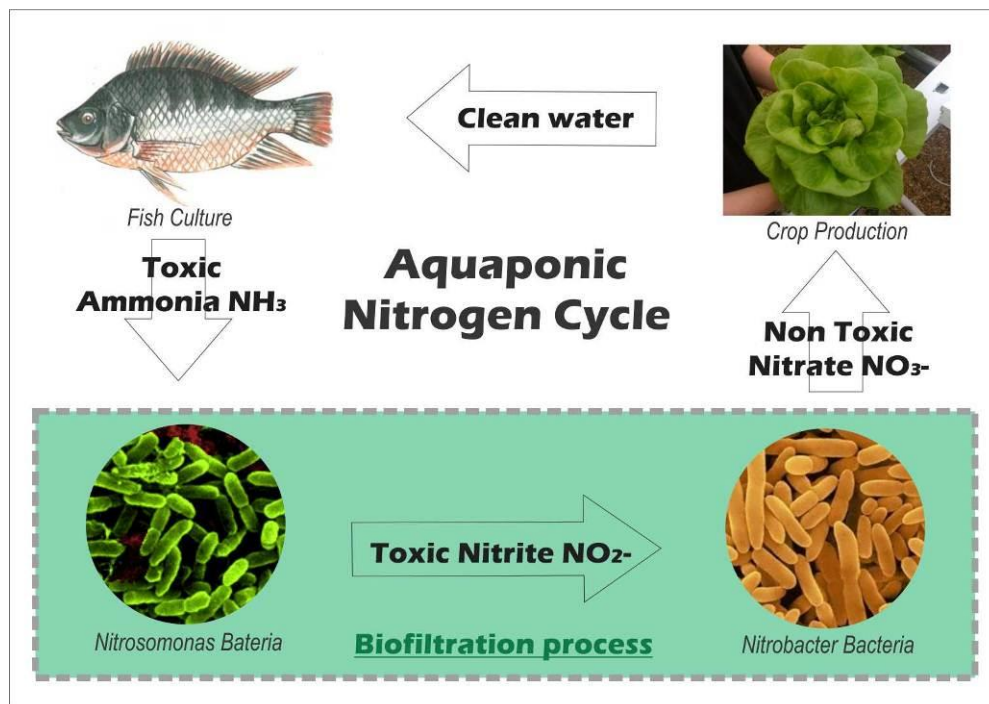 Clean water
Fish Culture
Crop Production
Toxic
Ammonia NH₃
Aquaponic
Nitrogen Cycle
Non Toxic
Nitrate NO₃-
Toxic Nitrite NO₂-
Nitrosomonas Bateria
Biofiltration process
Nitrobacter Bacteria